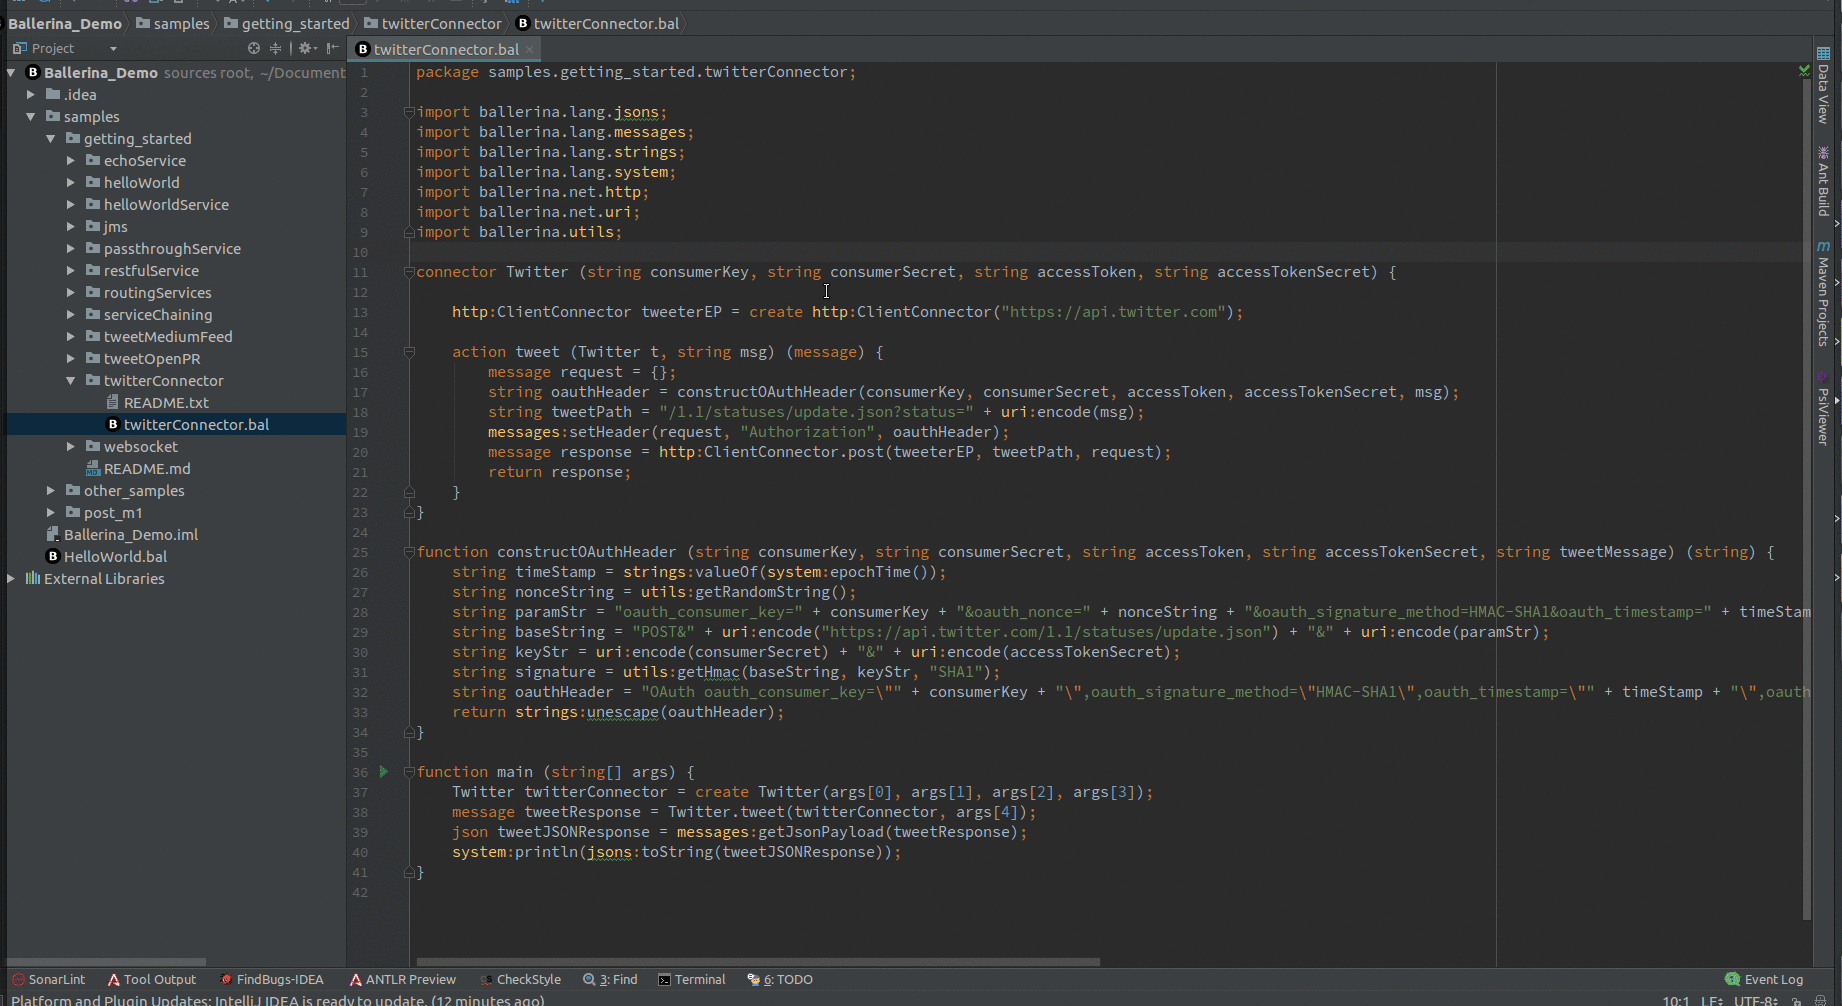 Ballerina_Demo samples getting_started twitterConnector twitterConnector.bal
Project
twitterConnector.bal
Ballerina_Demo sources root, ~/Document
.idea
samples
getting_started
echoService
helloWorld
helloWorldService
jms
passthroughService
restfulService
routingServices
serviceChaining
tweetMediumFeed
tweetOpenPR
twitterConnector
README.txt
twitterConnector.bal
websocket
README.md
other_samples
post_m1
Ballerina_Demo.iml
HelloWorld.bal
External Libraries
1 package samples.getting_started.twitterConnector;
2
3 import ballerina.lang.jsons;
4 import ballerina.lang.messages;
5 import ballerina.lang.strings;
6 import ballerina.lang.system;
7 import ballerina.net.http;
8 import ballerina.net.uri;
9 import ballerina.utils;
10
11 connector Twitter (string consumerKey, string consumerSecret, string accessToken, string accessTokenSecret) {
12
13 http:ClientConnector tweeterEP = create http:ClientConnector("https://api.twitter.com");
14
15 action tweet (Twitter t, string msg) (message) {
16 message request = {};
17 string oauthHeader = constructOAuthHeader(consumerKey, consumerSecret, accessToken, accessTokenSecret, msg);
18 string tweetPath = "/1.1/statuses/update.json?status=" + uri:encode(msg);
19 messages:setHeader(request, "Authorization", oauthHeader);
20 message response = http:ClientConnector.post(tweeterEP, tweetPath, request);
21 return response;
22 }
23 }
24
25 function constructOAuthHeader (string consumerKey, string consumerSecret, string accessToken, string accessTokenSecret, string tweetMessage) (string) {
26 string timeStamp = strings:valueOf(system:epochTime());
27 string nonceString = utils:getRandomString();
28 string paramStr = "oauth_consumer_key=" + consumerKey + "&oauth_nonce=" + nonceString + "&oauth_signature_method=HMAC-SHA1&oauth_timestamp=" + timeStam
29 string baseString = "POST&" + uri:encode("https://api.twitter.com/1.1/statuses/update.json") + "&" + uri:encode(paramStr);
30 string keyStr = uri:encode(consumerSecret) + "&" + uri:encode(accessTokenSecret);
31 string signature = utils:getHmac(baseString, keyStr, "SHA1");
32 string oauthHeader = "OAuth oauth_consumer_key=\"" + consumerKey + "\",oauth_signature_method=\"HMAC-SHA1\",oauth_timestamp=\"" + timeStamp + "\",oauth
33 return strings:unescape(oauthHeader);
34 }
35
36 function main (string[] args) {
37 Twitter twitterConnector = create Twitter(args[0], args[1], args[2], args[3]);
38 message tweetResponse = Twitter.tweet(twitterConnector, args[4]);
39 json tweetJSONResponse = messages:getJsonPayload(tweetResponse);
40 system:println(jsons:toString(tweetJSONResponse));
41 }
42
Data View
Ant Build
Maven Projects
PsiViewer
SonarLint Tool Output FindBugs-IDEA ANTLR Preview CheckStyle 3: Find Terminal 6: TODO Event Log
Platform and Plugin Updates: IntelliJ IDEA is ready to update. (12 minutes ago) 10:1 LF UTF-8